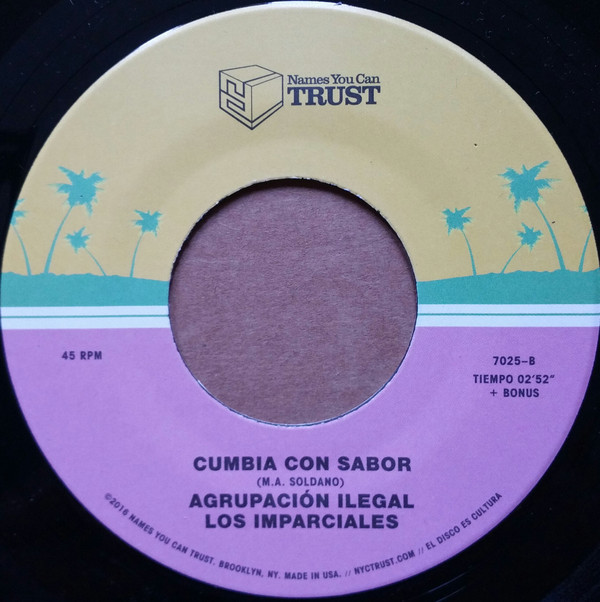 Names You Can
TRUST
45 RPM
7025-B
TIEMPO 02'52"
+ BONUS
CUMBIA CON SABOR
(M.A. SOLDANO)
AGRUPACIÓN ILEGAL
LOS IMPARCIALES
©2016 NAMES YOU CAN TRUST, BROOKLYN, NY. MADE IN USA. // NYCTRUST.COM // EL DISCO ES CULTURA